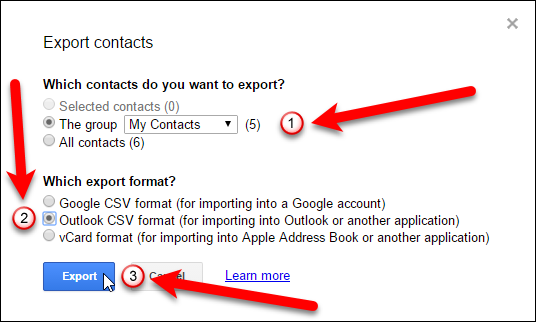 Export contacts
Which contacts do you want to export?
Selected contacts (0)
The group My Contacts (5) 1
All contacts (6)
Which export format?
Google CSV format (for importing into a Google account)
2 Outlook CSV format (for importing into Outlook or another application)
vCard format (for importing into Apple Address Book or another application)
Export 3 Cancel Learn more